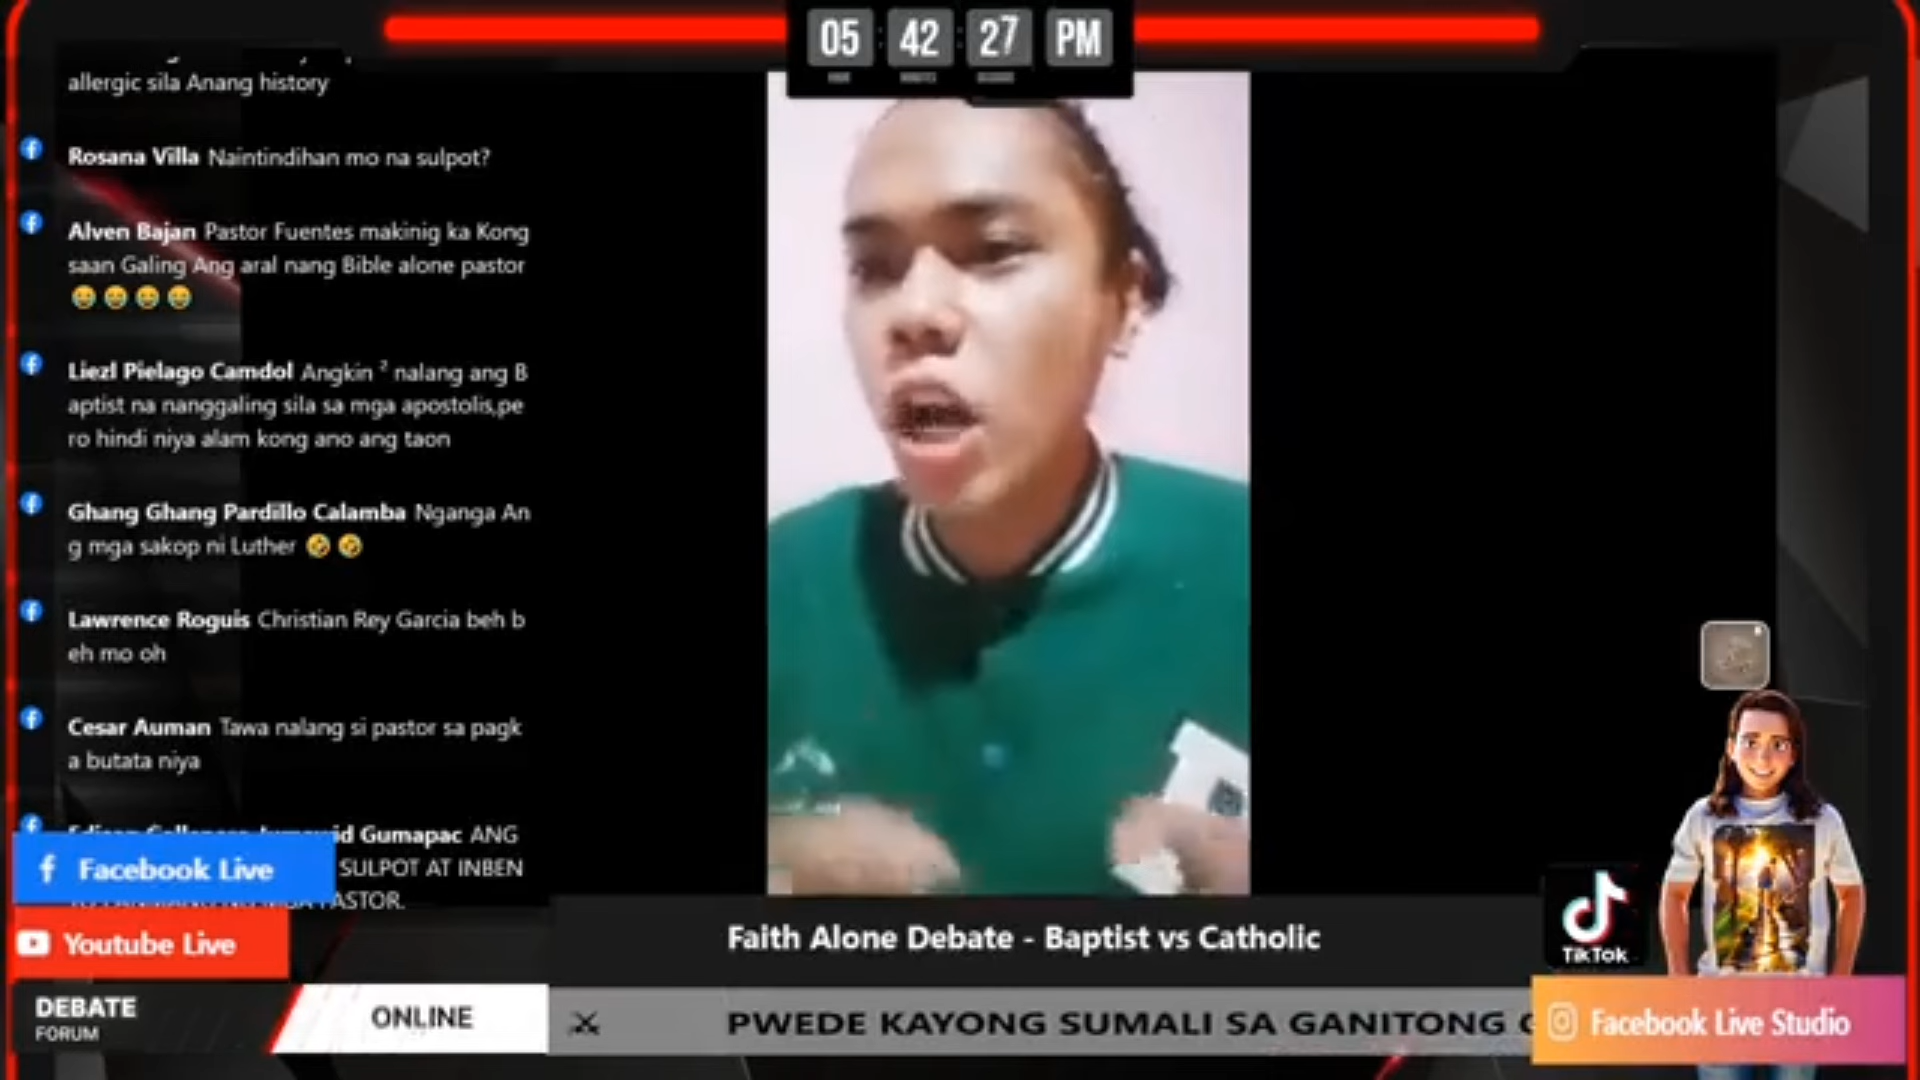 05 42 27 PM
allergic sila Anang history
Rosana Villa Naintindihan mo na sulpot?
Alven Bajan Pastor Fuentes makinig ka Kong
saan Galing Ang aral nang Bible alone pastor
😂 😂 😂 😂
Liezl Pielago Camdol Angkin ² nalang ang B
aptist na nanggaling sila sa mga apostolis,pe
ro hindi niya alam kong ano ang taon
Ghang Ghang Pardillo Calamba Nganga An
g mga sakop ni Luther 🤣 🤣
Lawrence Roguis Christian Rey Garcia beh b
eh mo oh
Cesar Auman Tawa nalang si pastor sa pagk
a butata niya
Gumapac ANG
SULPOT AT INBEN
Facebook Live
Youtube Live
Faith Alone Debate - Baptist vs Catholic
TikTok
DEBATE
FORUM
ONLINE
PWEDE KAYONG SUMALI SA GANITONG
Facebook Live Studio